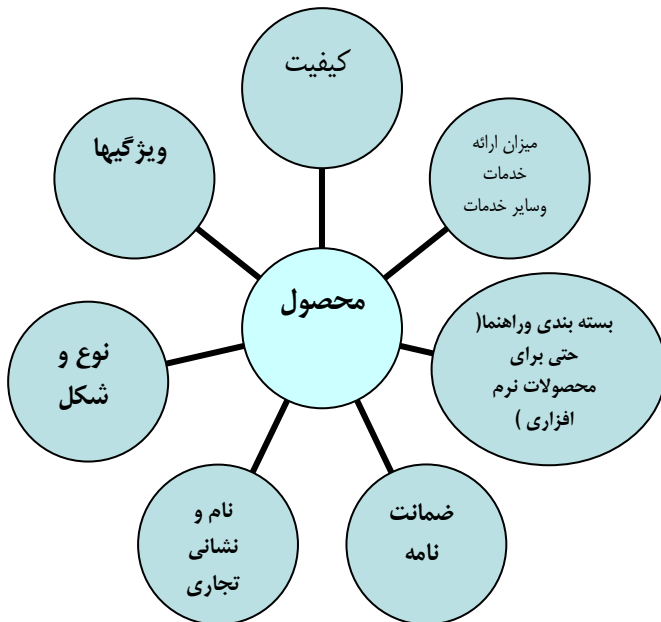 کیفیت
میزان ارائه
خدمات
وسایر خدمات
بسته بندی وراهنما(
حتی برای
محصولات نرم
افزاری )
ضمانت
نامه
نام و
نشانی
تجاری
نوع و
شکل
ویژگیها
محصول